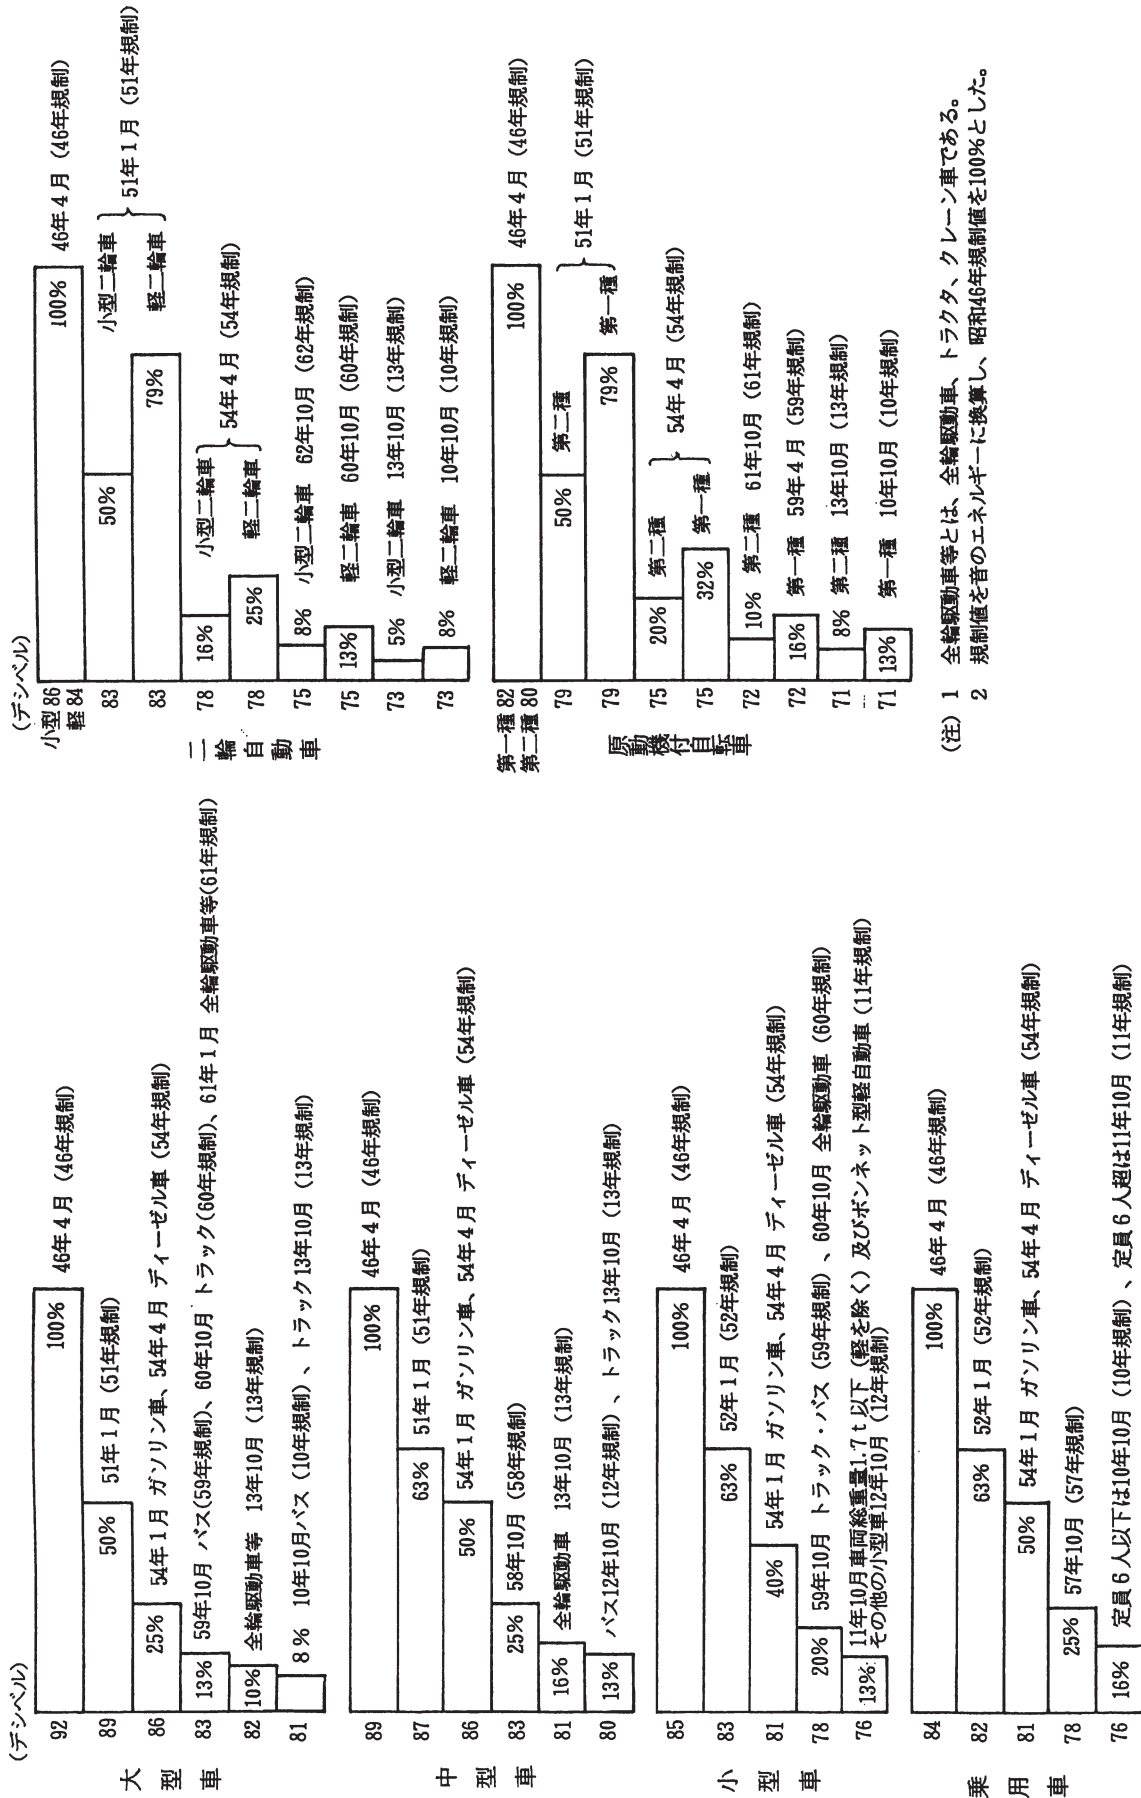 (デシベル)
大型車
92 100% 46年4月 (46年規制)
89 50% 51年1月 (51年規制)
86 25% 54年1月 ガソリン車、54年4月 ディーゼル車 (54年規制)
83 13% 59年10月 バス(59年規制)、60年10月 トラック(60年規制)、61年1月 全輪駆動車等(61年規制)
82 10% 全輪駆動車等 13年10月 (13年規制)
81 8% 10年10月バス (10年規制)、トラック13年10月 (13年規制)
中型車
89 100% 46年4月 (46年規制)
87 63% 51年1月 (51年規制)
86 50% 54年1月 ガソリン車、54年4月 ディーゼル車 (54年規制)
83 25% 58年10月 (58年規制)
81 16% 全輪駆動車 13年10月 (13年規制)
80 13% バス12年10月 (12年規制)、トラック13年10月 (13年規制)
小型車
85 100% 46年4月 (46年規制)
83 63% 52年1月 (52年規制)
81 40% 54年1月 ガソリン車、54年4月 ディーゼル車 (54年規制)
78 20% 59年10月 トラック・バス (59年規制)、60年10月 全輪駆動車 (60年規制)
76 13% 11年10月車両総重量1.7t以下 (軽を除く) 及びボンネット型軽自動車 (11年規制)
その他の小型車12年10月 (12年規制)
乗用車
84 100% 46年4月 (46年規制)
82 63% 52年1月 (52年規制)
81 50% 54年1月 ガソリン車、54年4月 ディーゼル車 (54年規制)
78 25% 57年10月 (57年規制)
76 16% 定員6人以下は10年10月 (10年規制)、定員6人超は11年10月 (11年規制)
(デシベル)
二輪自動車
小型 86
軽 84 100% 46年4月 (46年規制)
83 50% 小型二輪車
83 79% 軽二輪車
51年1月 (51年規制)
78 16% 小型二輪車
78 25% 軽二輪車
54年4月 (54年規制)
75 8% 小型二輪車 62年10月 (62年規制)
75 13% 軽二輪車 60年10月 (60年規制)
73 5% 小型二輪車 13年10月 (13年規制)
73 8% 軽二輪車 10年10月 (10年規制)
原動機付自転車
第一種 82
第二種 80 100% 46年4月 (46年規制)
79 50% 第二種
79 79% 第一種
51年1月 (51年規制)
75 20% 第二種
75 32% 第一種
54年4月 (54年規制)
72 10% 第二種 61年10月 (61年規制)
72 16% 第一種 59年4月 (59年規制)
71 8% 第二種 13年10月 (13年規制)
71 13% 第一種 10年10月 (10年規制)
(注) 1 全輪駆動車等とは、全輪駆動車、トラクタ、クレーン車である。
2 規制値を音のエネルギーに換算し、昭和46年規制値を100%とした。